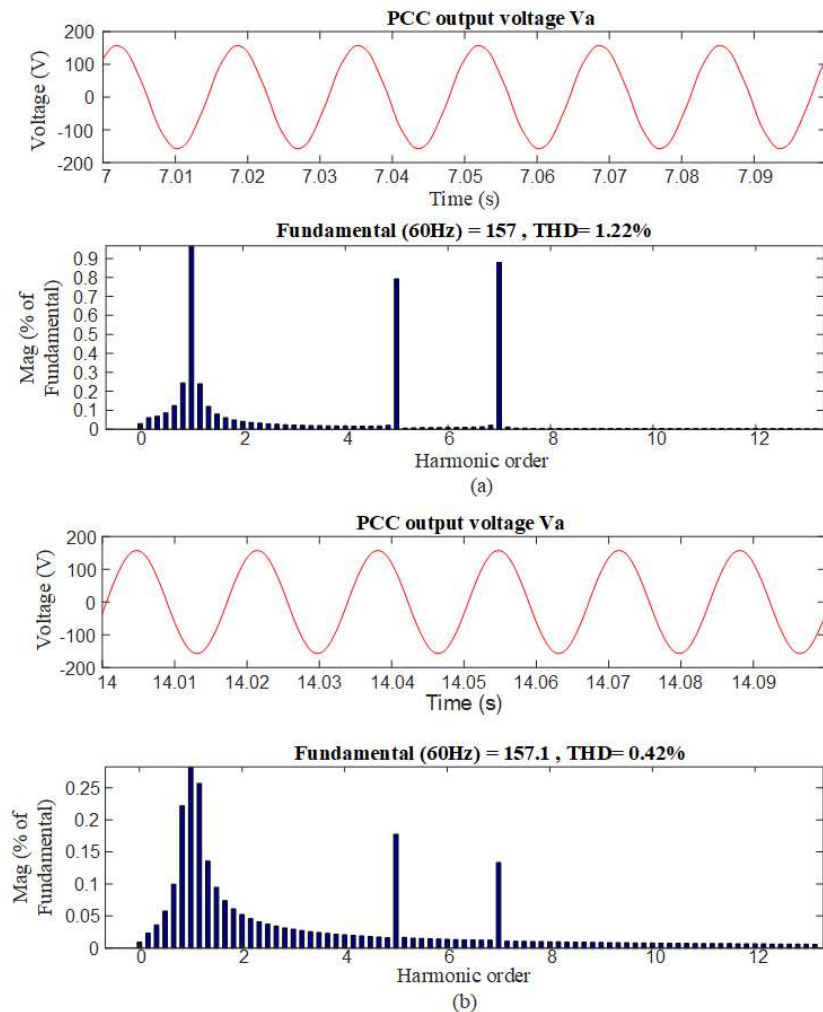 PCC output voltage Va
Voltage (V)
200
100
0
-100
-200
7 7.01 7.02 7.03 7.04 7.05 7.06 7.07 7.08 7.09
Time (s)
Fundamental (60Hz) = 157 , THD= 1.22%
Mag (% of
Fundamental)
0.9
0.8
0.7
0.6
0.5
0.4
0.3
0.2
0.1
0
0 2 4 6 8 10 12
Harmonic order
(a)
PCC output voltage Va
Voltage (V)
200
100
0
-100
-200
14 14.01 14.02 14.03 14.04 14.05 14.06 14.07 14.08 14.09
Time (s)
Fundamental (60Hz) = 157.1 , THD= 0.42%
Mag (% of
Fundamental)
0.25
0.2
0.15
0.1
0.05
0
0 2 4 6 8 10 12
Harmonic order
(b)